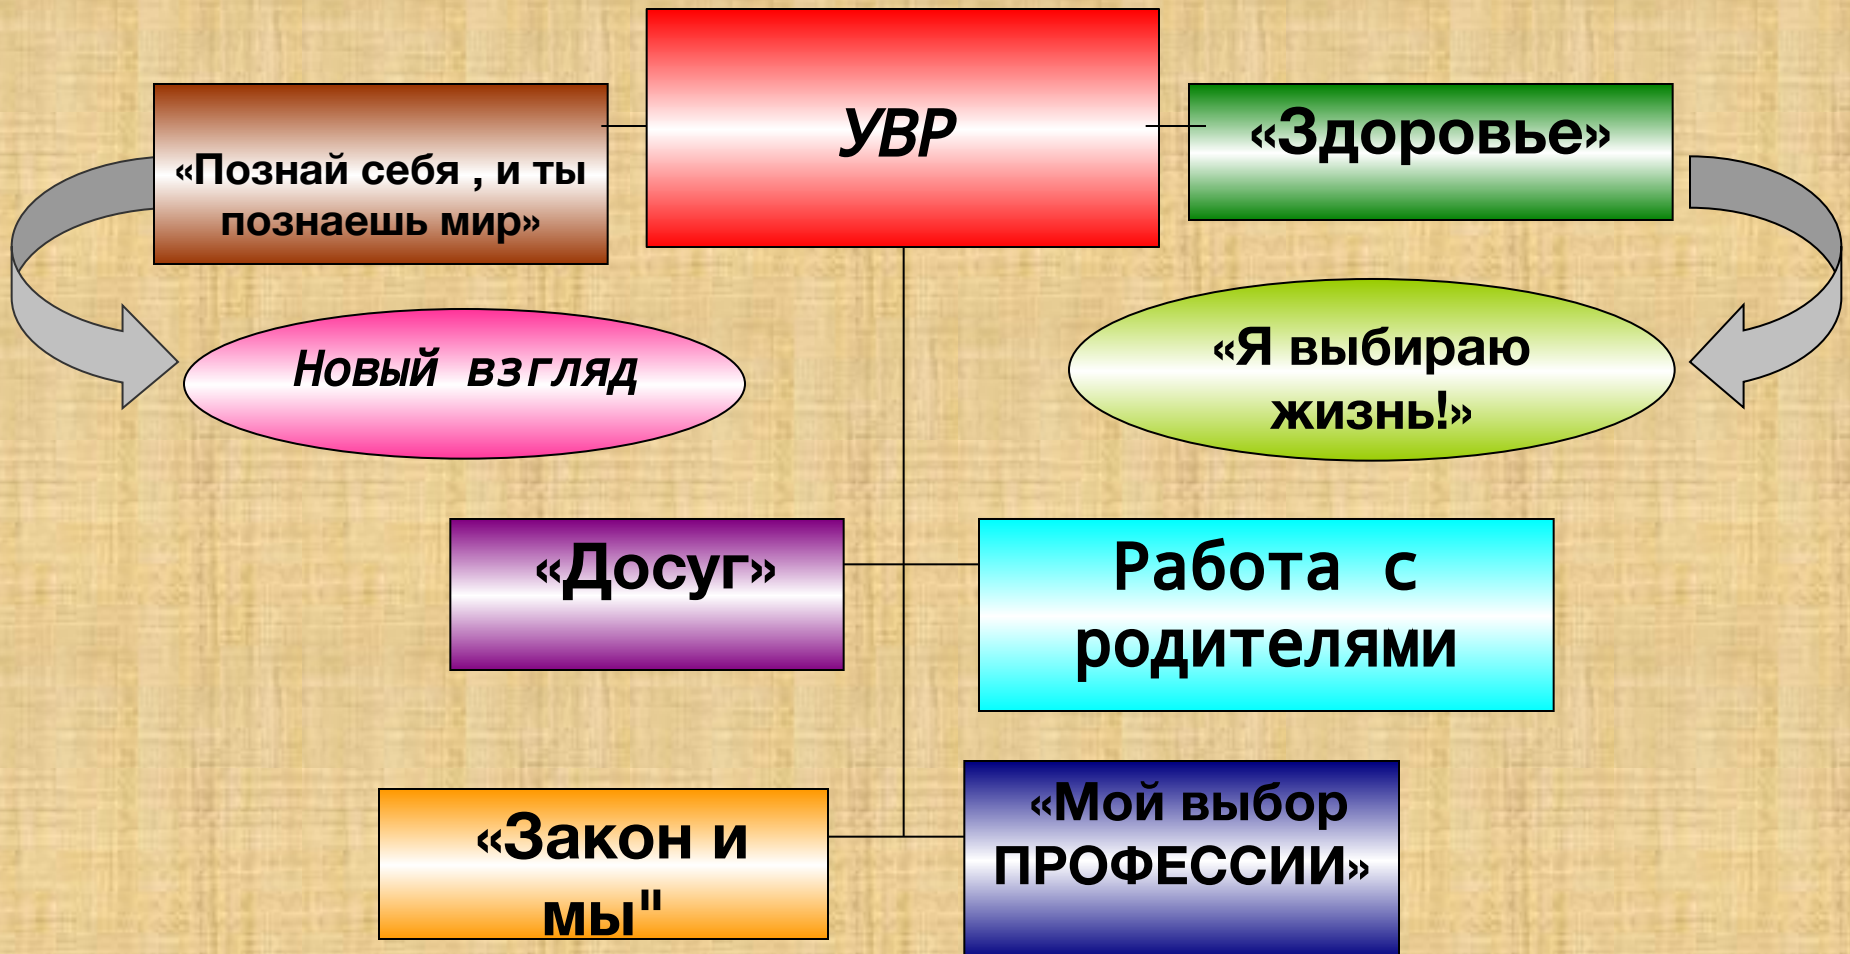 УВР
«Познай себя , и ты
познаешь мир»
«Здоровье»
Новый взгляд
«Я выбираю
жизнь!»
«Досуг»
Работа с
родителями
«Закон и
мы"
«Мой выбор
ПРОФЕССИИ»